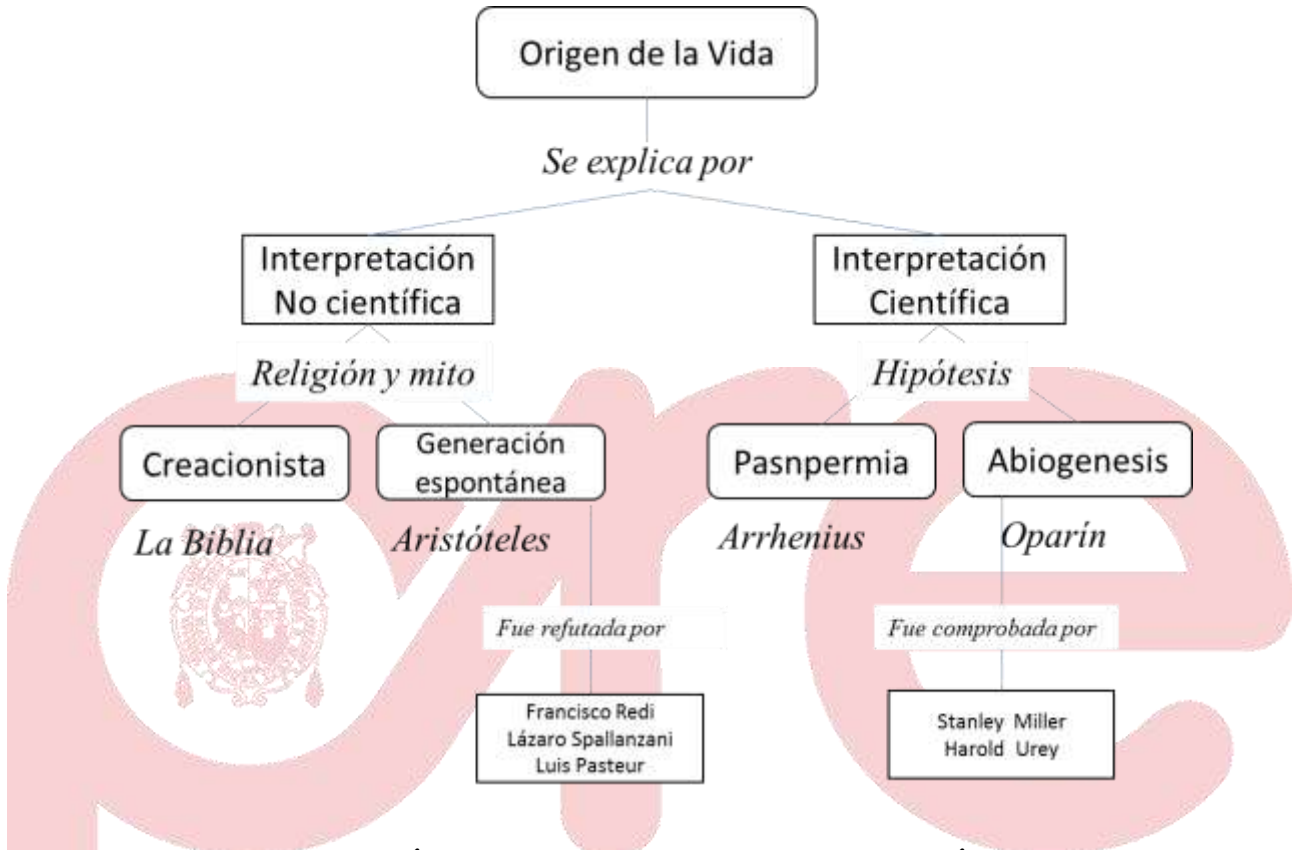 Origen de la Vida
Se explica por
Interpretación
No científica
Interpretación
Científica
Religión y mito
Hipótesis
Creacionista
Generación
espontánea
Pasnpermia
Abiogenesis
La Biblia
Aristóteles
Arrhenius
Oparín
Fue refutada por
Fue comprobada por
Francisco Redi
Lázaro Spallanzani
Luis Pasteur
Stanley Miller
Harold Urey
pre